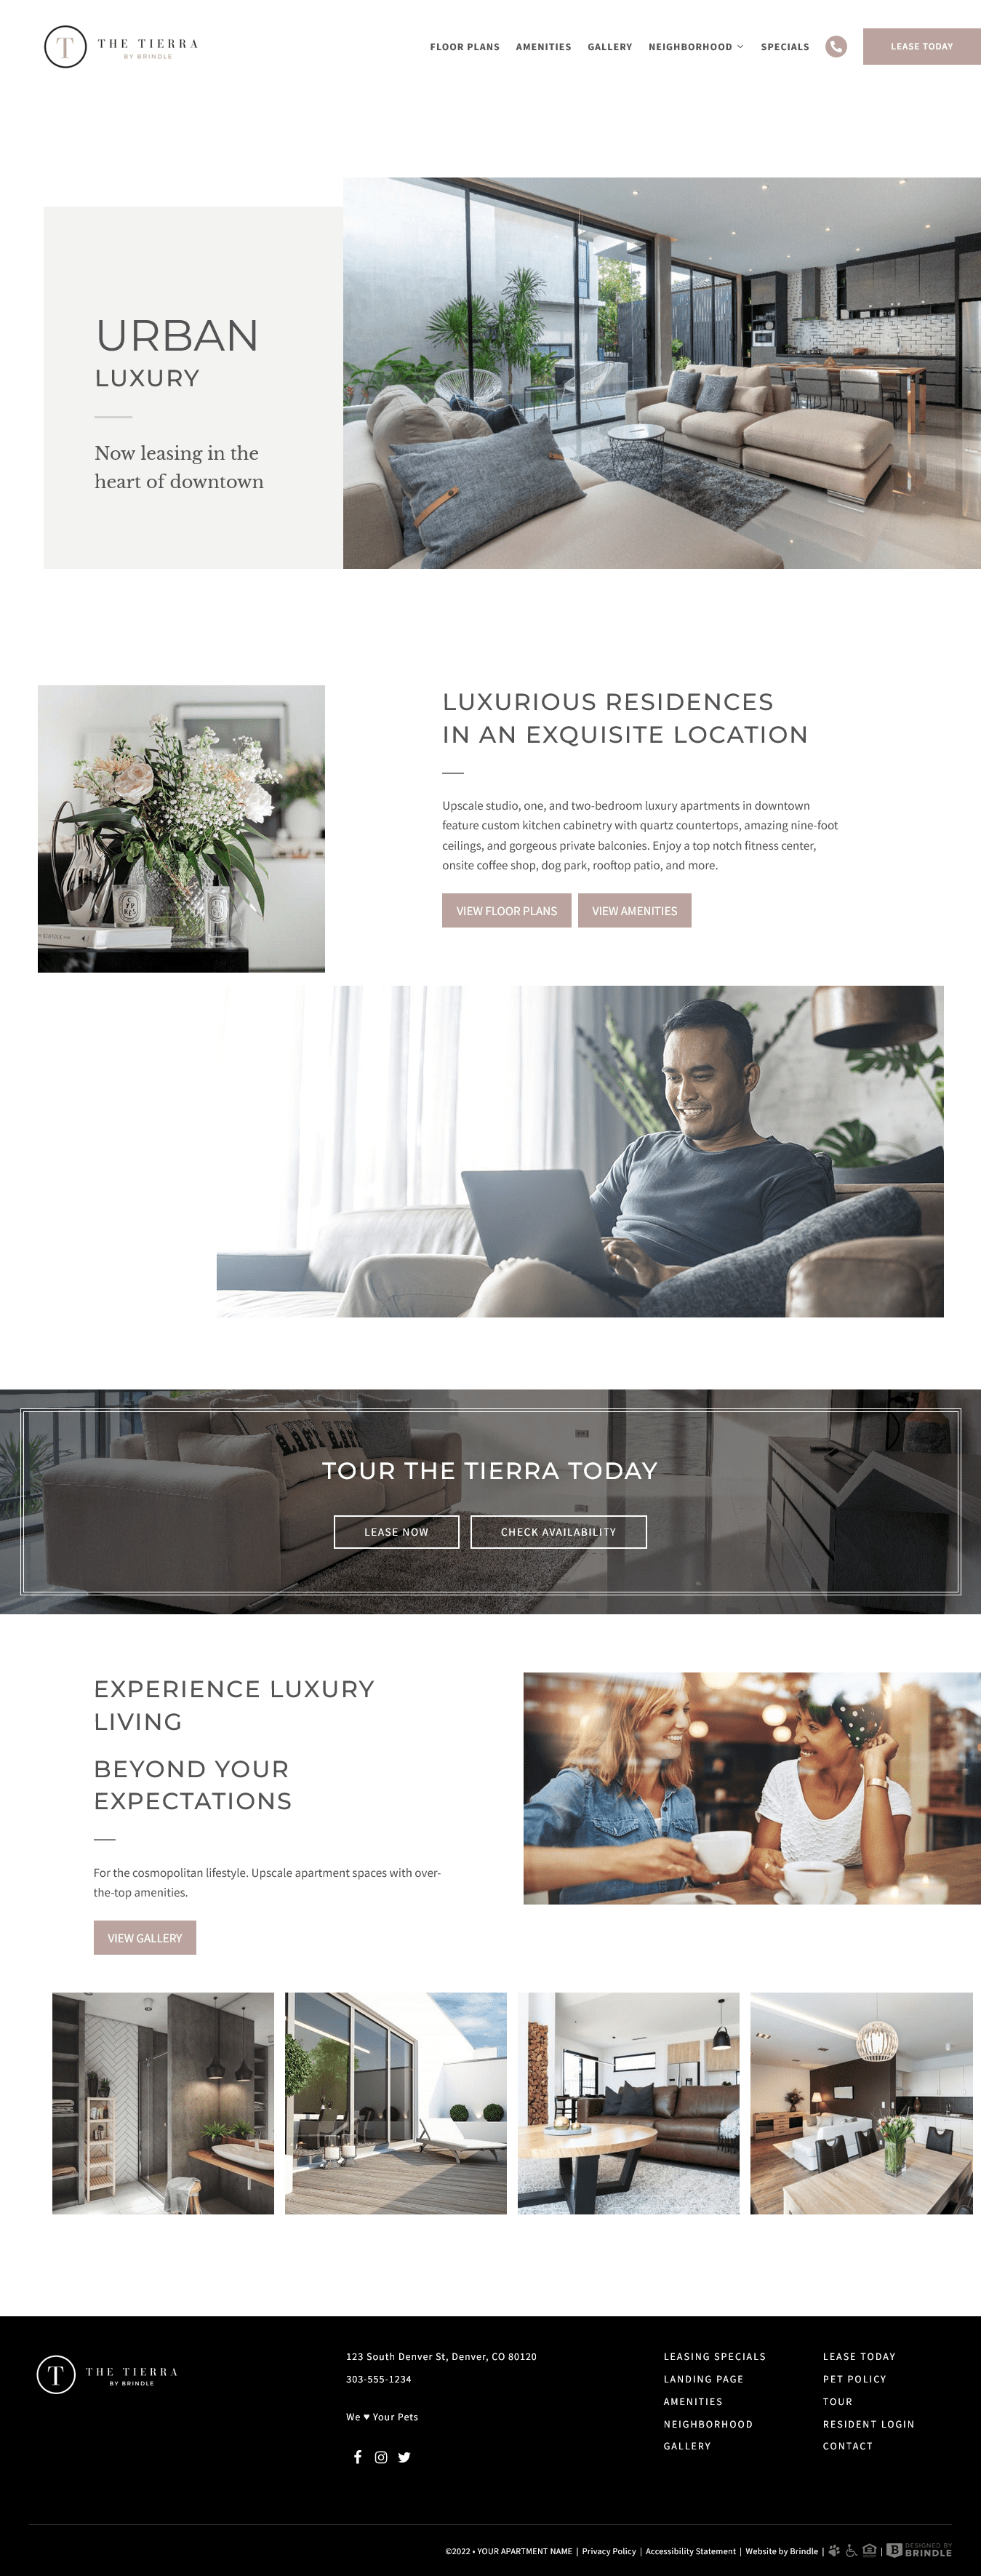 T THE TIERRA
BY BRINDLE
FLOOR PLANS AMENITIES GALLERY NEIGHBORHOOD SPECIALS LEASE TODAY
URBAN
LUXURY
Now leasing in the
heart of downtown
LUXURIOUS RESIDENCES
IN AN EXQUISITE LOCATION
Upscale studio, one, and two-bedroom luxury apartments in downtown
feature custom kitchen cabinetry with quartz countertops, amazing nine-foot
ceilings, and gorgeous private balconies. Enjoy a top notch fitness center,
onsite coffee shop, dog park, rooftop patio, and more.
VIEW FLOOR PLANS VIEW AMENITIES
TOUR THE TIERRA TODAY
LEASE NOW CHECK AVAILABILITY
EXPERIENCE LUXURY
LIVING
BEYOND YOUR
EXPECTATIONS
For the cosmopolitan lifestyle. Upscale apartment spaces with over-
the-top amenities.
VIEW GALLERY
T THE TIERRA
BY BRINDLE
123 South Denver St, Denver, CO 80120
303-555-1234
We ♥ Your Pets
LEASING SPECIALS
LANDING PAGE
AMENITIES
NEIGHBORHOOD
GALLERY
LEASE TODAY
PET POLICY
TOUR
RESIDENT LOGIN
CONTACT
©2022 • YOUR APARTMENT NAME | Privacy Policy | Accessibility Statement | Website by Brindle | | B DESIGNED BY
BRINDLE